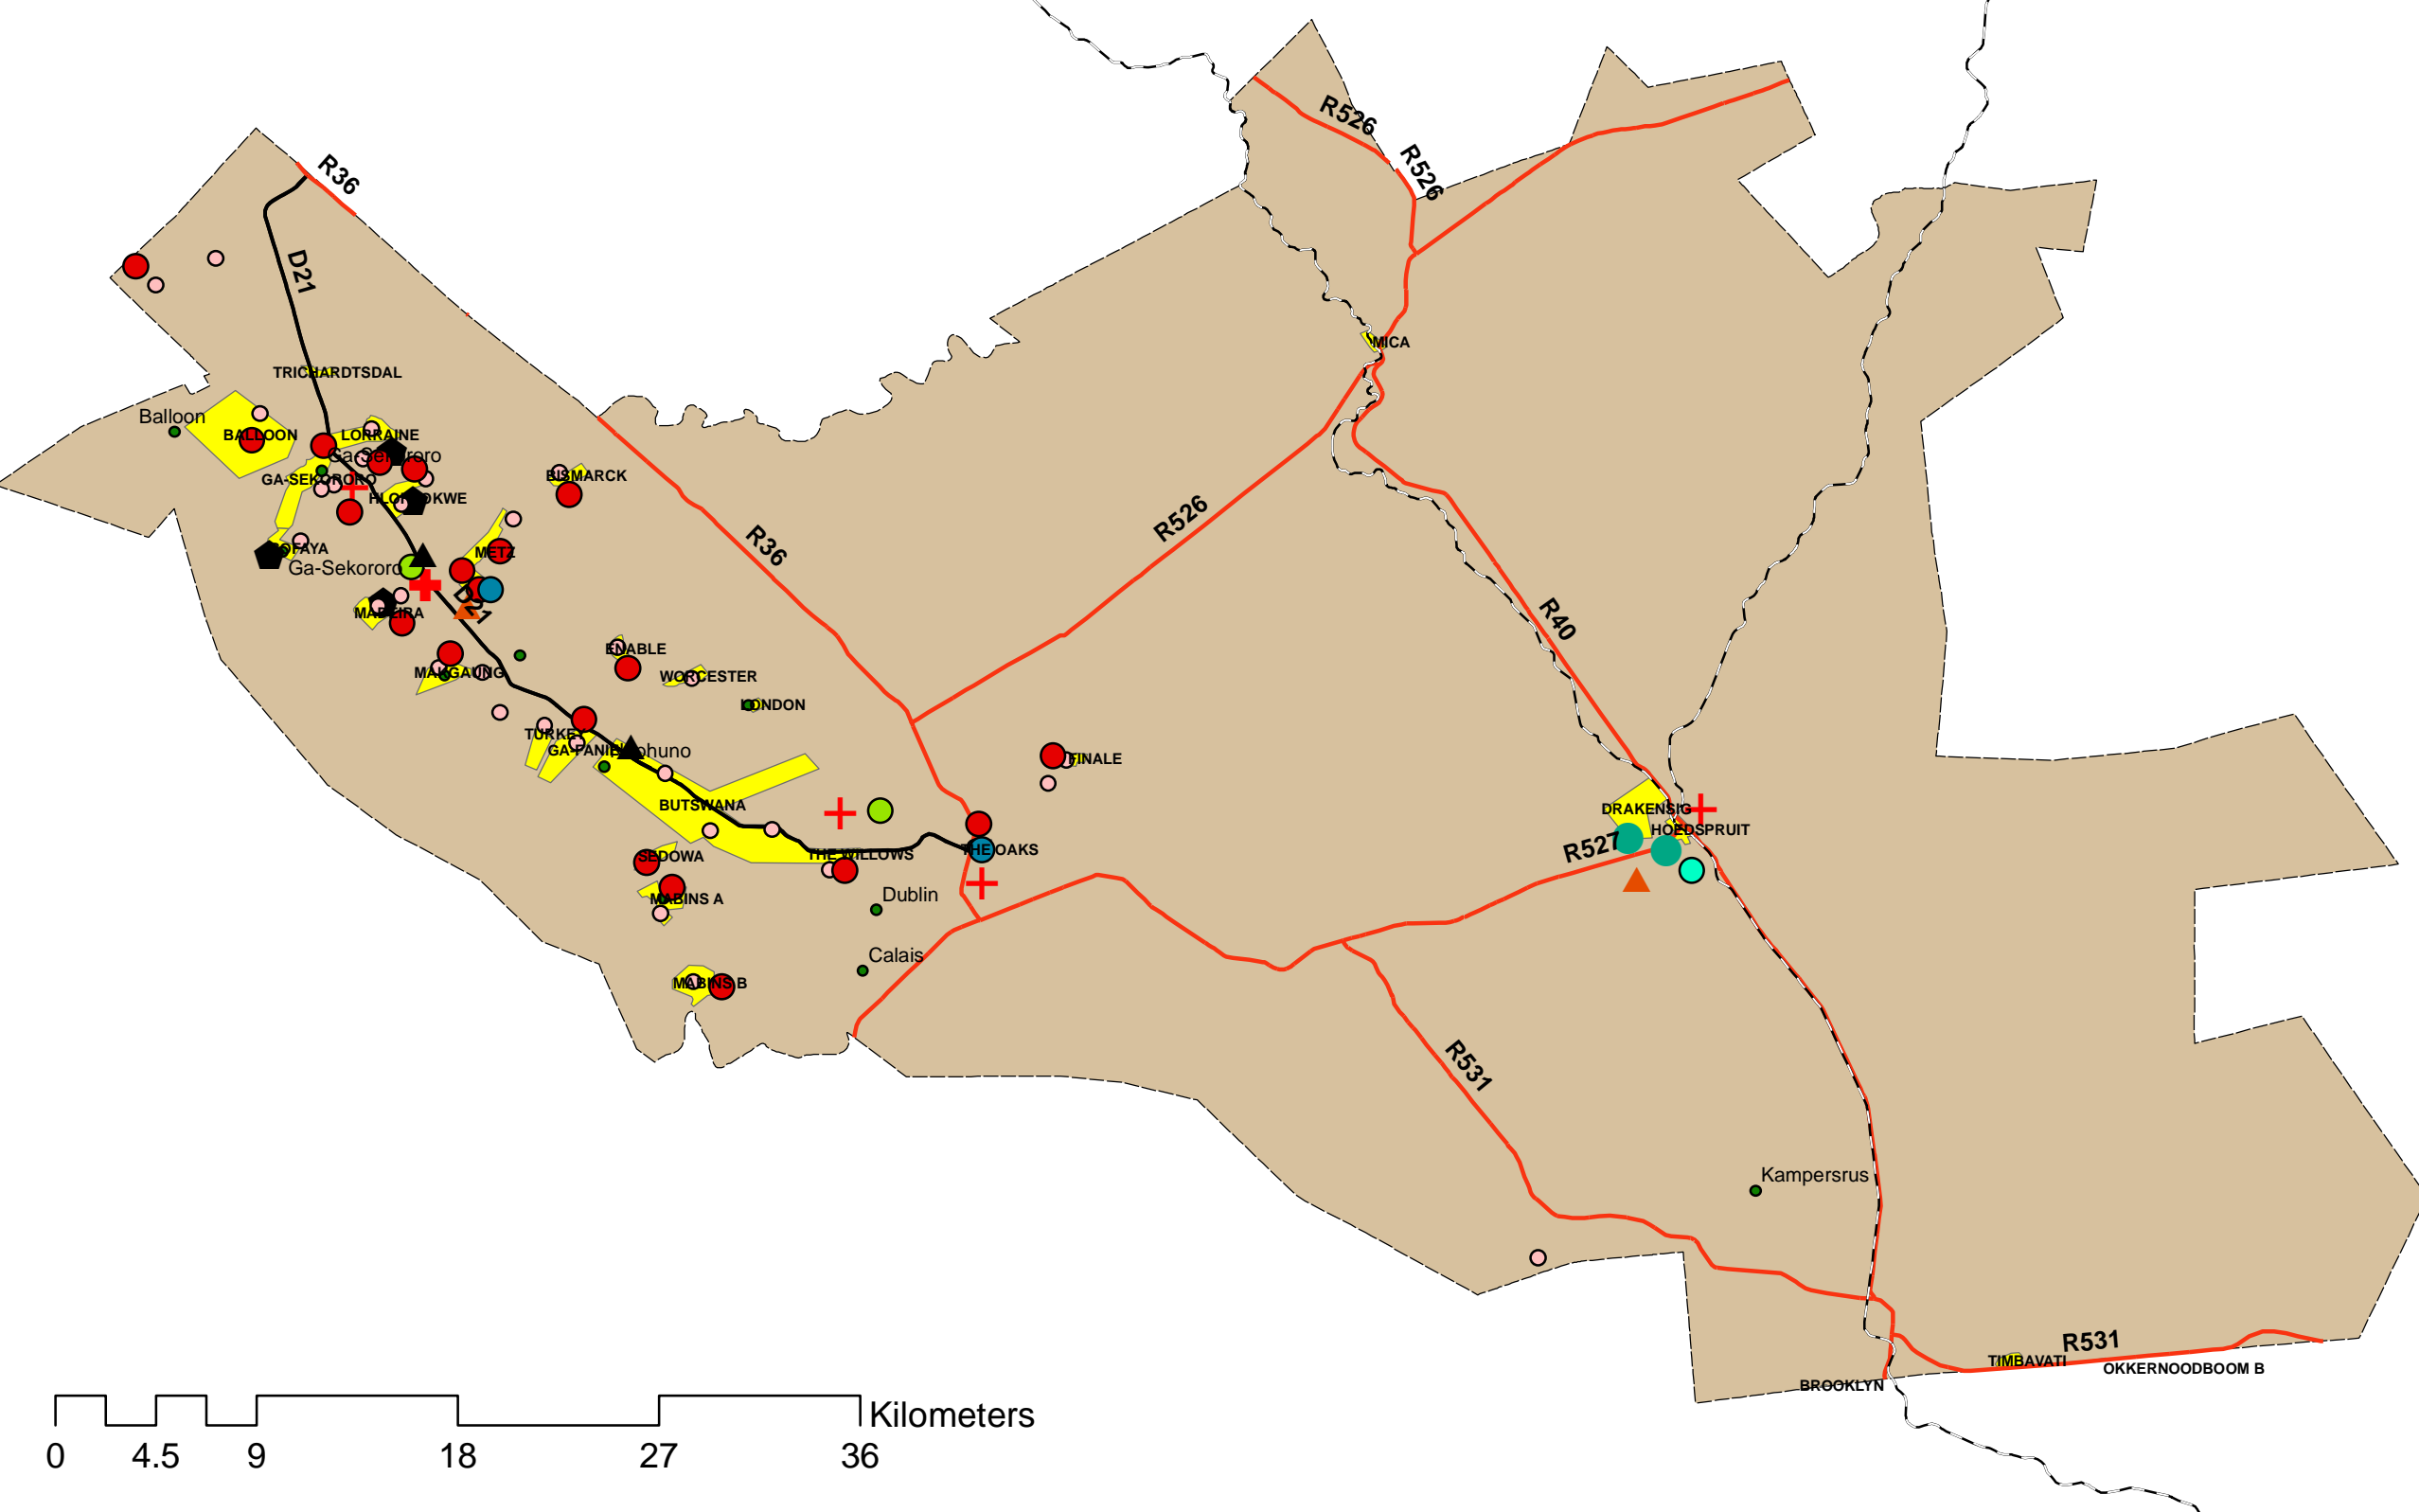 R526
R526
R36
D21
MICA
TRICHARDTSDAL
Balloon
BALLOON
LORRAINE
Ga-Sekororo
GA-SEKORORO
BISMARCK
R526
R36
METZ
Ga-Sekororo
D21
MADEIRA
R40
ENABLE
MAKGAUNG
WORCESTER
LONDON
TURKEY
FINALE
BUTSWANA
DRAKENSIG
HOEDSPRUIT
R527
THE OAKS
SEDOWA
THE WILLOWS
MABINS A
Dublin
Calais
MABINS B
R531
Kampersrus
R531
TIMBAVATI
OKKERNOODBOOM B
BROOKLYN
Kilometers
0 4.5 9 18 27 36